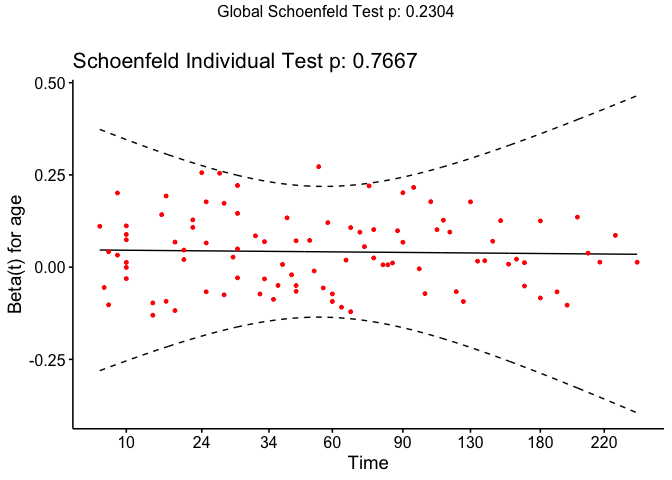 Global Schoenfeld Test p: 0.2304
Schoenfeld Individual Test p: 0.7667
0.50
0.25
0.00
-0.25
Beta(t) for age
10 24 34 60 90 130 180 220
Time